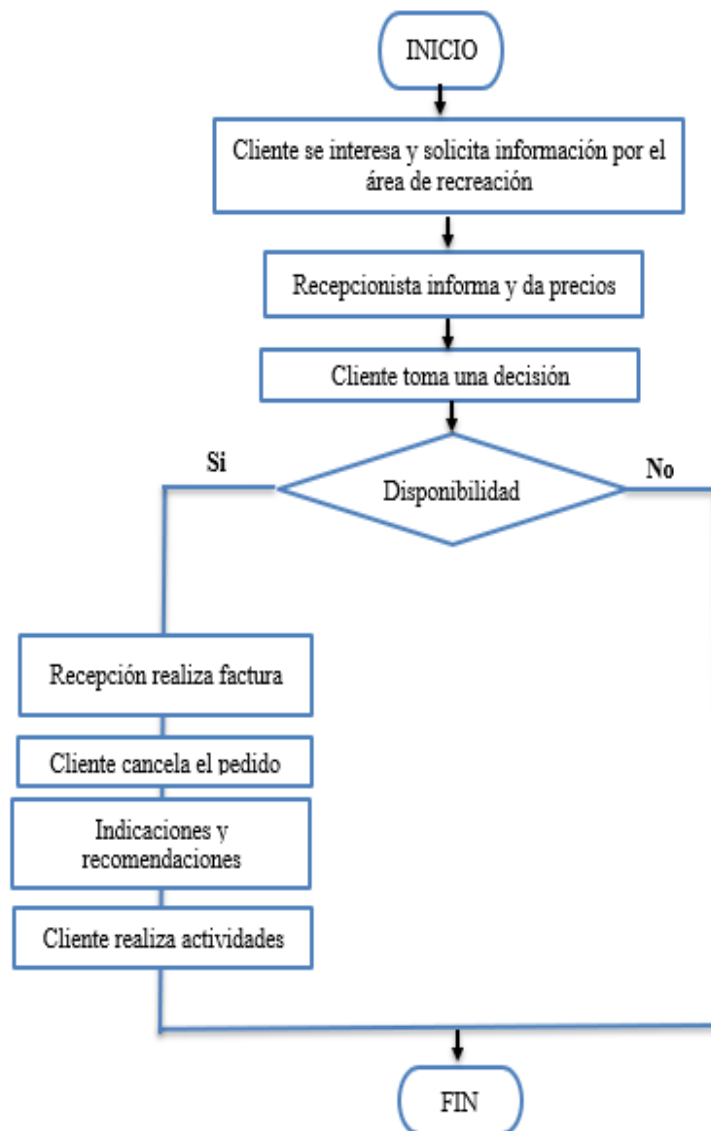 INICIO
Cliente se interesa y solicita información por el
área de recreación
Recepcionista informa y da precios
Cliente toma una decisión
Si
No
Disponibilidad
Recepción realiza factura
Cliente cancela el pedido
Indicaciones y
recomendaciones
Cliente realiza actividades
FIN